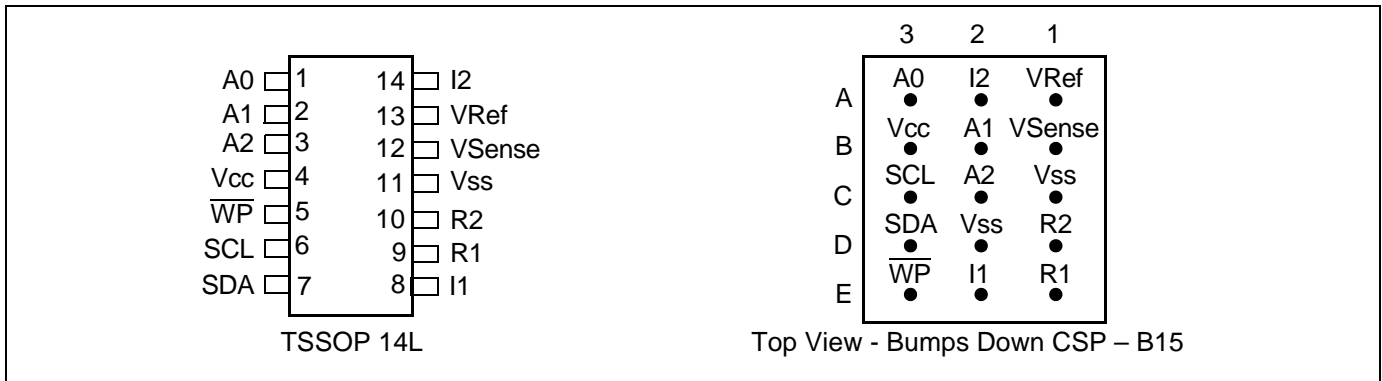 A0 1 14 I2
A1 2 13 VRef
A2 3 12 VSense
Vcc 4 11 Vss
W̅P̅ 5 10 R2
SCL 6 9 R1
SDA 7 8 I1
TSSOP 14L
3 2 1
A A0 I2 VRef
B Vcc A1 VSense
C SCL A2 Vss
D SDA Vss R2
E W̅P̅ I1 R1
Top View - Bumps Down CSP – B15